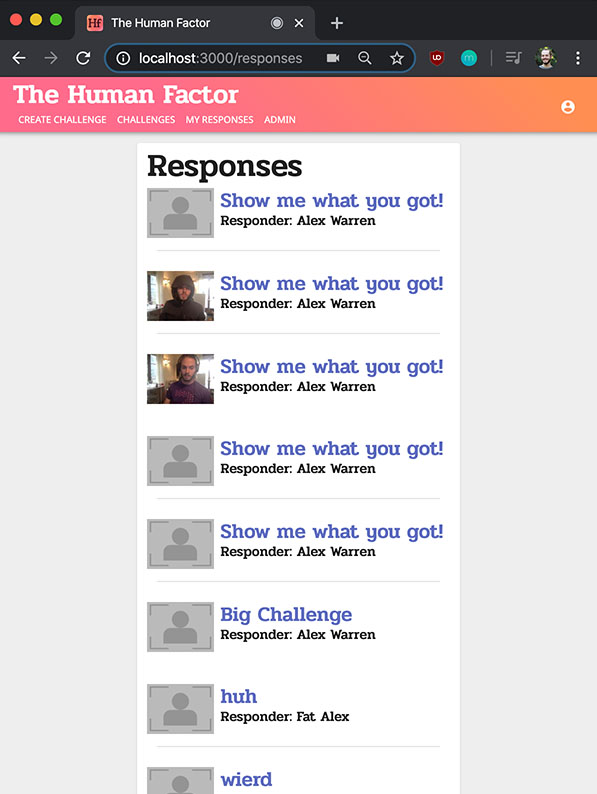 Hf The Human Factor
localhost:3000/responses
UD
m
The Human Factor
CREATE CHALLENGE CHALLENGES MY RESPONSES ADMIN
Responses
Show me what you got!
Responder: Alex Warren
Show me what you got!
Responder: Alex Warren
Show me what you got!
Responder: Alex Warren
Show me what you got!
Responder: Alex Warren
Show me what you got!
Responder: Alex Warren
Big Challenge
Responder: Alex Warren
huh
Responder: Fat Alex
wierd